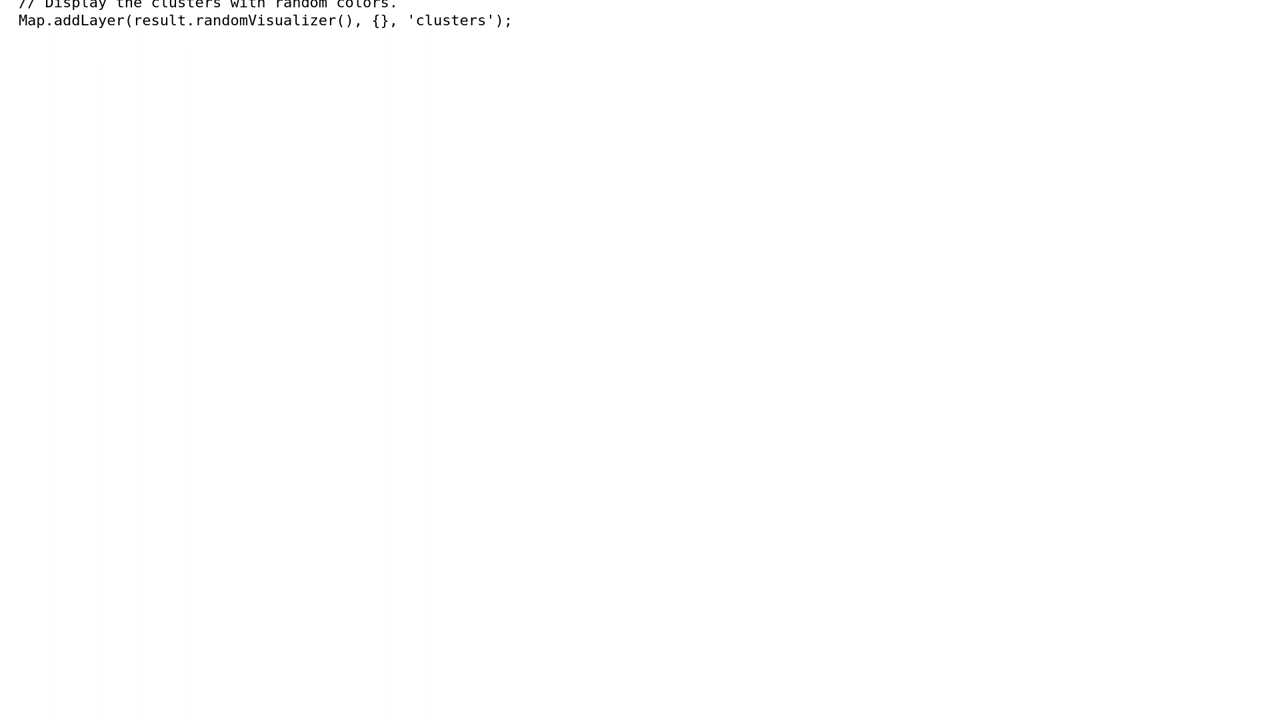 // Display the clusters with random colors.
Map.addLayer(result.randomVisualizer(), {}, 'clusters');